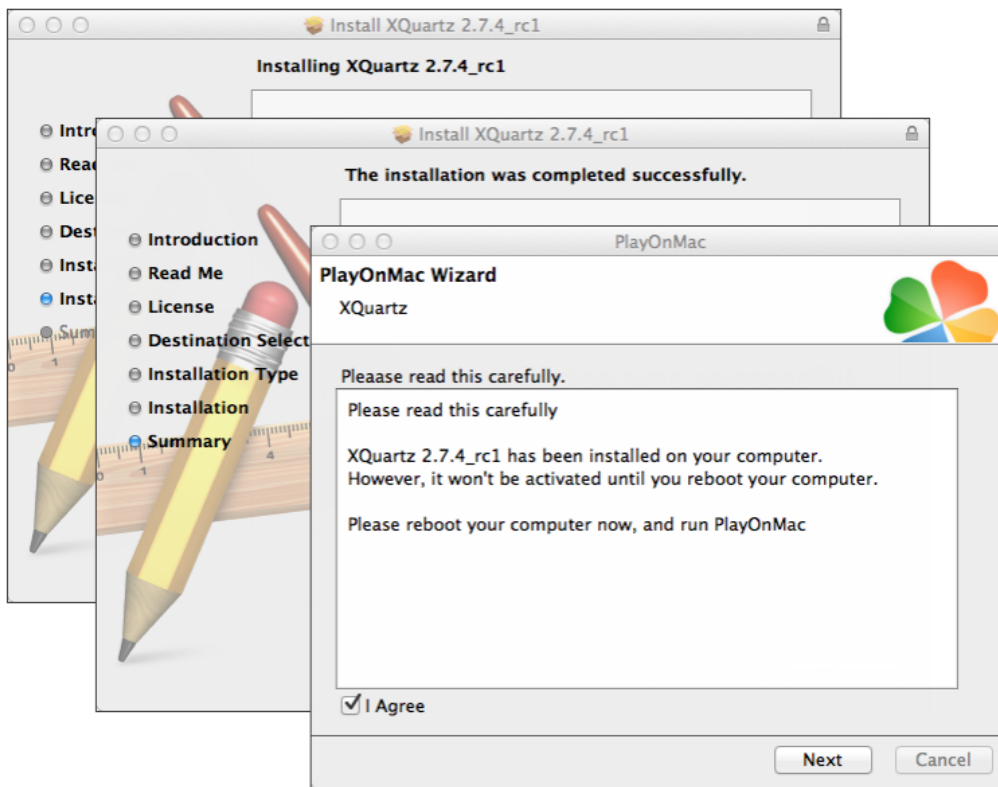 Install XQuartz 2.7.4_rc1
Installing XQuartz 2.7.4_rc1
Install XQuartz 2.7.4_rc1
The installation was completed successfully.
Introduction
Read Me
License
Destination Select
Installation Type
Installation
Summary
0 1 4
PlayOnMac
PlayOnMac Wizard
XQuartz
Pleaase read this carefully.
Please read this carefully
XQuartz 2.7.4_rc1 has been installed on your computer.
However, it won't be activated until you reboot your computer.
Please reboot your computer now, and run PlayOnMac
I Agree
Next
Cancel